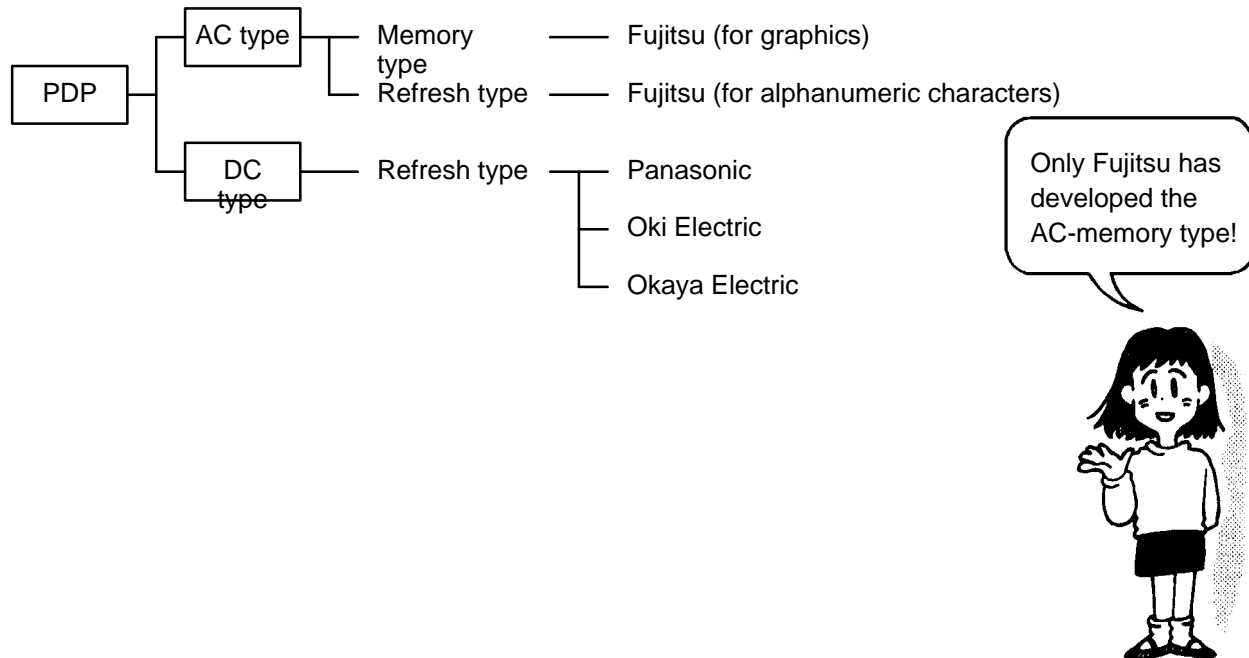 AC type
Memory
type
Fujitsu (for graphics)
PDP
Refresh type
Fujitsu (for alphanumeric characters)
DC
type
Refresh type
Panasonic
Oki Electric
Okaya Electric
Only Fujitsu has
developed the
AC-memory type!